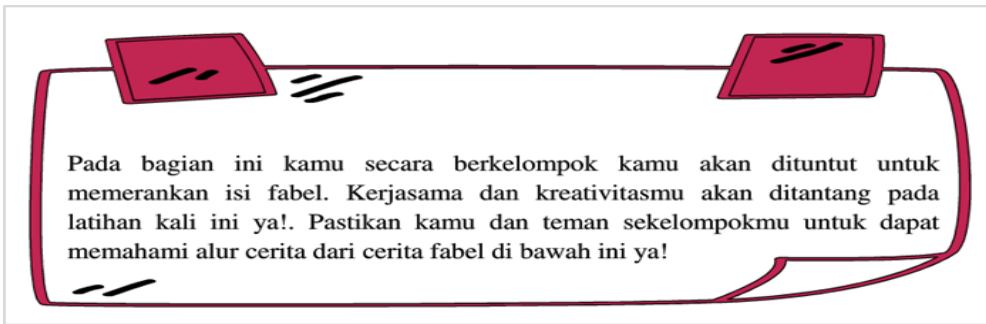 Pada bagian ini kamu secara berkelompok kamu akan dituntut untuk
memerankan isi fabel. Kerjasama dan kreativitasmu akan ditantang pada
latihan kali ini ya!. Pastikan kamu dan teman sekelompokmu untuk dapat
memahami alur cerita dari cerita fabel di bawah ini ya!